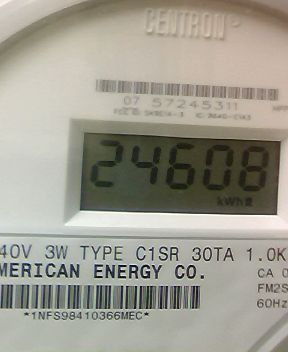 CENTRON®
07 57245311
24608
kWh
40V 3W TYPE C1SR 30TA 1.0K
MERICAN ENERGY CO.
CA 0
FM2S
60Hz
*1NFS98410366MEC*